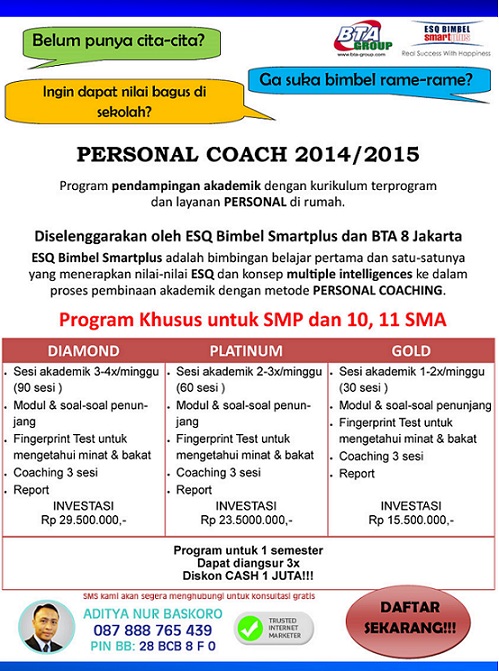 Belum punya cita-cita?
BTA
GROUP
www.bta-group.com
ESQ BIMBEL
smartplus
Real Success With Happiness
Ga suka bimbel rame-rame?
Ingin dapat nilai bagus di
sekolah?
PERSONAL COACH 2014/2015
Program pendampingan akademik dengan kurikulum terprogram
dan layanan PERSONAL di rumah.
Diselenggarakan oleh ESQ Bimbel Smartplus dan BTA 8 Jakarta
ESQ Bimbel Smartplus adalah bimbingan belajar pertama dan satu-satunya
yang menerapkan nilai-nilai ESQ dan konsep multiple intelligences ke dalam
proses pembinaan akademik dengan metode PERSONAL COACHING.
Program Khusus untuk SMP dan 10, 11 SMA
DIAMOND
• Sesi akademik 3-4x/minggu
(90 sesi )
• Modul & soal-soal penun-
jang
• Fingerprint Test untuk
mengetahui minat & bakat
• Coaching 3 sesi
• Report
INVESTASI
Rp 29.500.000,-
PLATINUM
• Sesi akademik 2-3x/minggu
(60 sesi )
• Modul & soal-soal penun-
jang
• Fingerprint Test untuk
mengetahui minat & bakat
• Coaching 3 sesi
• Report
INVESTASI
Rp 23.5000.000,-
GOLD
• Sesi akademik 1-2x/minggu
(30 sesi )
• Modul & soal-soal penunjang
• Fingerprint Test untuk
mengetahui minat & bakat
• Coaching 3 sesi
• Report
INVESTASI
Rp 15.500.000,-
Program untuk 1 semester
Dapat diangsur 3x
Diskon CASH 1 JUTA!!!
SMS kami akan segera menghubungi untuk konsultasi gratis
ADITYA NUR BASKORO
087 888 765 439
PIN BB: 28 BCB 8 F 0
TRUSTED
INTERNET
MARKETER
DAFTAR
SEKARANG!!!